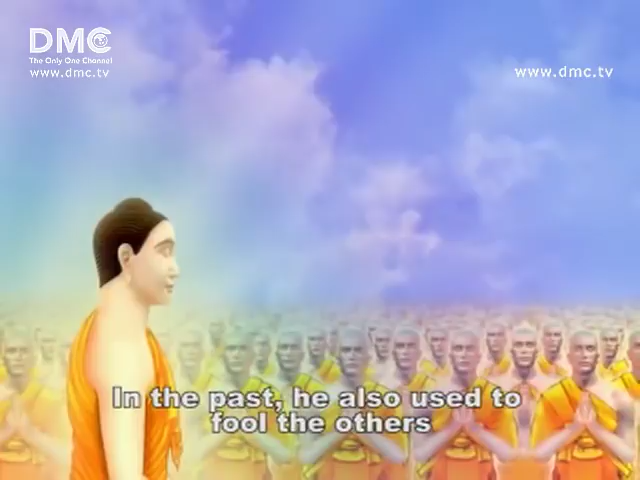 DMC
The Only One Channel
www.dmc.tv
www.dmc.tv
In the past, he also used to
fool the others